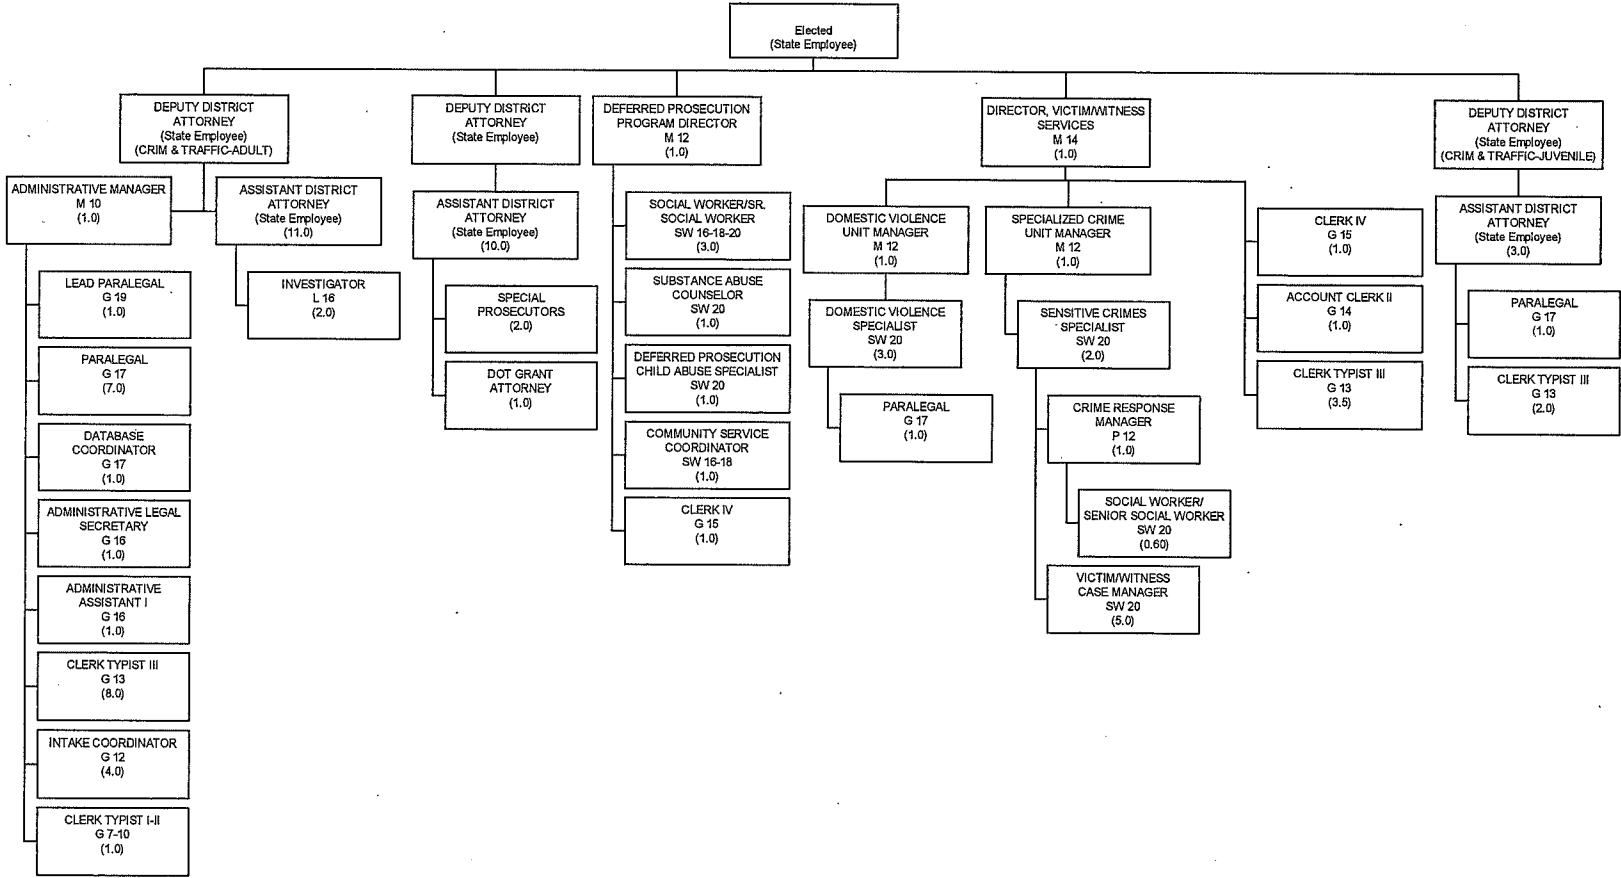 Elected
(State Employee)
DEPUTY DISTRICT
ATTORNEY
(State Employee)
(CRIM & TRAFFIC-ADULT)
ADMINISTRATIVE MANAGER
M 10
(1.0)
LEAD PARALEGAL
G 19
(1.0)
PARALEGAL
G 17
(7.0)
DATABASE
COORDINATOR
G 17
(1.0)
ADMINISTRATIVE LEGAL
SECRETARY
G 16
(1.0)
ADMINISTRATIVE
ASSISTANT I
G 16
(1.0)
CLERK TYPIST III
G 13
(8.0)
INTAKE COORDINATOR
G 12
(4.0)
CLERK TYPIST I-II
G 7-10
(1.0)
ASSISTANT DISTRICT
ATTORNEY
(State Employee)
(11.0)
INVESTIGATOR
L 16
(2.0)
DEPUTY DISTRICT
ATTORNEY
(State Employee)
ASSISTANT DISTRICT
ATTORNEY
(State Employee)
(10.0)
SPECIAL
PROSECUTORS
(2.0)
DOT GRANT
ATTORNEY
(1.0)
DEFERRED PROSECUTION
PROGRAM DIRECTOR
M 12
(1.0)
SOCIAL WORKER/SR.
SOCIAL WORKER
SW 16-18-20
(3.0)
SUBSTANCE ABUSE
COUNSELOR
SW 20
(1.0)
DEFERRED PROSECUTION
CHILD ABUSE SPECIALIST
SW 20
(1.0)
COMMUNITY SERVICE
COORDINATOR
SW 16-18
(1.0)
CLERK IV
G 15
(1.0)
DIRECTOR, VICTIM/WITNESS
SERVICES
M 14
(1.0)
DOMESTIC VIOLENCE
UNIT MANAGER
M 12
(1.0)
DOMESTIC VIOLENCE
SPECIALIST
SW 20
(3.0)
PARALEGAL
G 17
(1.0)
SPECIALIZED CRIME
UNIT MANAGER
M 12
(1.0)
SENSITIVE CRIMES
SPECIALIST
SW 20
(2.0)
CRIME RESPONSE
MANAGER
P 12
(1.0)
SOCIAL WORKER/
SENIOR SOCIAL WORKER
SW 20
(0.60)
VICTIM/WITNESS
CASE MANAGER
SW 20
(5.0)
CLERK IV
G 15
(1.0)
ACCOUNT CLERK II
G 14
(1.0)
CLERK TYPIST III
G 13
(3.5)
DEPUTY DISTRICT
ATTORNEY
(State Employee)
(CRIM & TRAFFIC-JUVENILE)
ASSISTANT DISTRICT
ATTORNEY
(State Employee)
(3.0)
PARALEGAL
G 17
(1.0)
CLERK TYPIST III
G 13
(2.0)